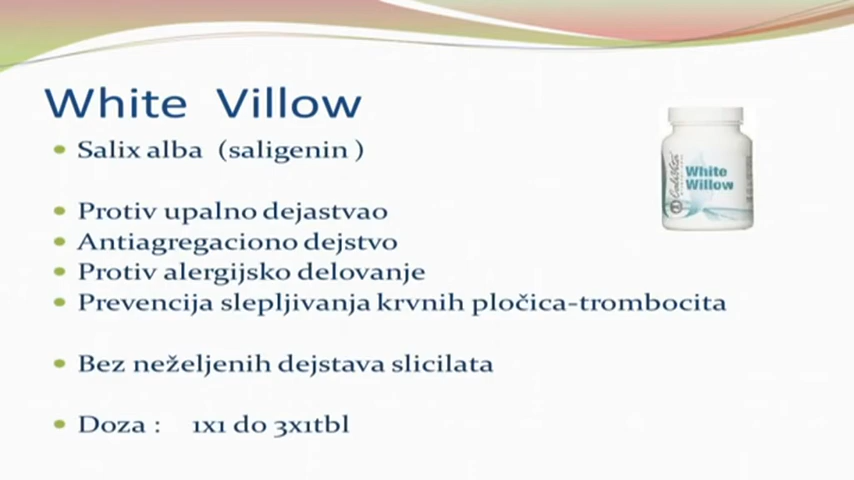 White Villow
Salix alba (saligenin )
Protiv upalno dejastvao
Antiagregaciono dejstvo
Protiv alergijsko delovanje
Prevencija slepljivanja krvnih pločica-trombocita
Bez neželjenih dejstava slicilata
Doza : 1x1 do 3x1tbl
CaliVita
White
Willow